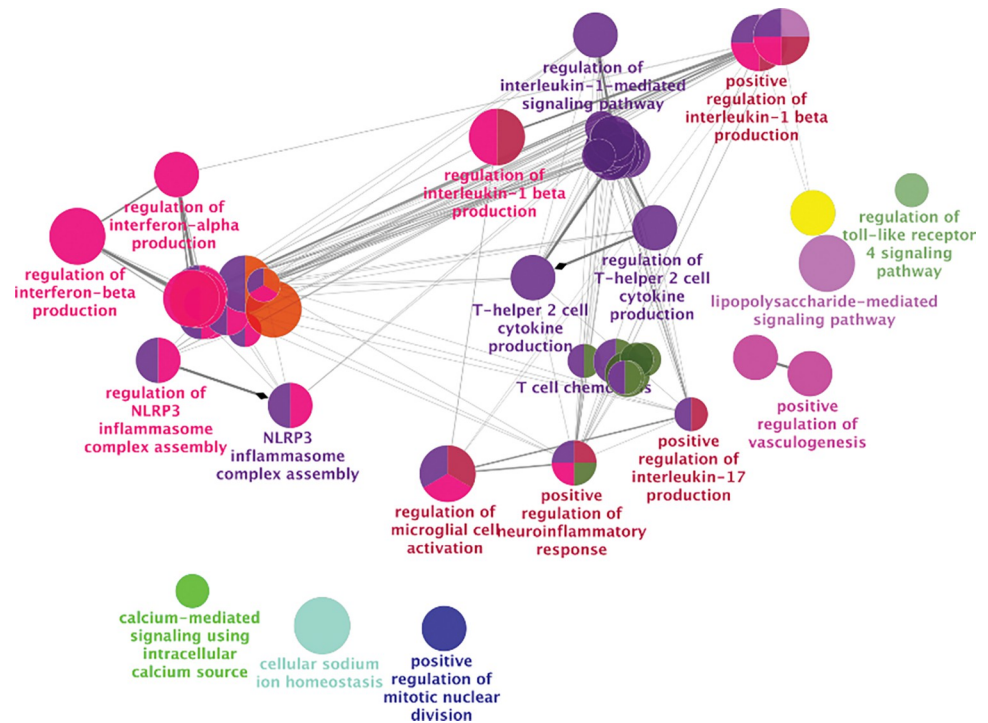 regulation of
interleukin-1-mediated
signaling pathway
positive
regulation of
interleukin-1 beta
production
regulation of
interleukin-1 beta
production
regulation of
interferon-alpha
production
regulation of
interferon-beta
production
regulation of
toll-like receptor
4 signaling
pathway
regulation of
T-helper 2 cell
cytokine
production
T-helper 2 cell
cytokine
production
lipopolysaccharide-mediated
signaling pathway
T cell
regulation of
NLRP3
inflammasome
complex assembly
NLRP3
inflammasome
complex assembly
positive
regulation of
vasculogenesis
positive
regulation of
interleukin-17
production
regulation of
microglial cell
activation
positive
regulation of
neuroinflammatory
response
calcium-mediated
signaling using
intracellular
calcium source
cellular sodium
ion homeostasis
positive
regulation of
mitotic nuclear
division